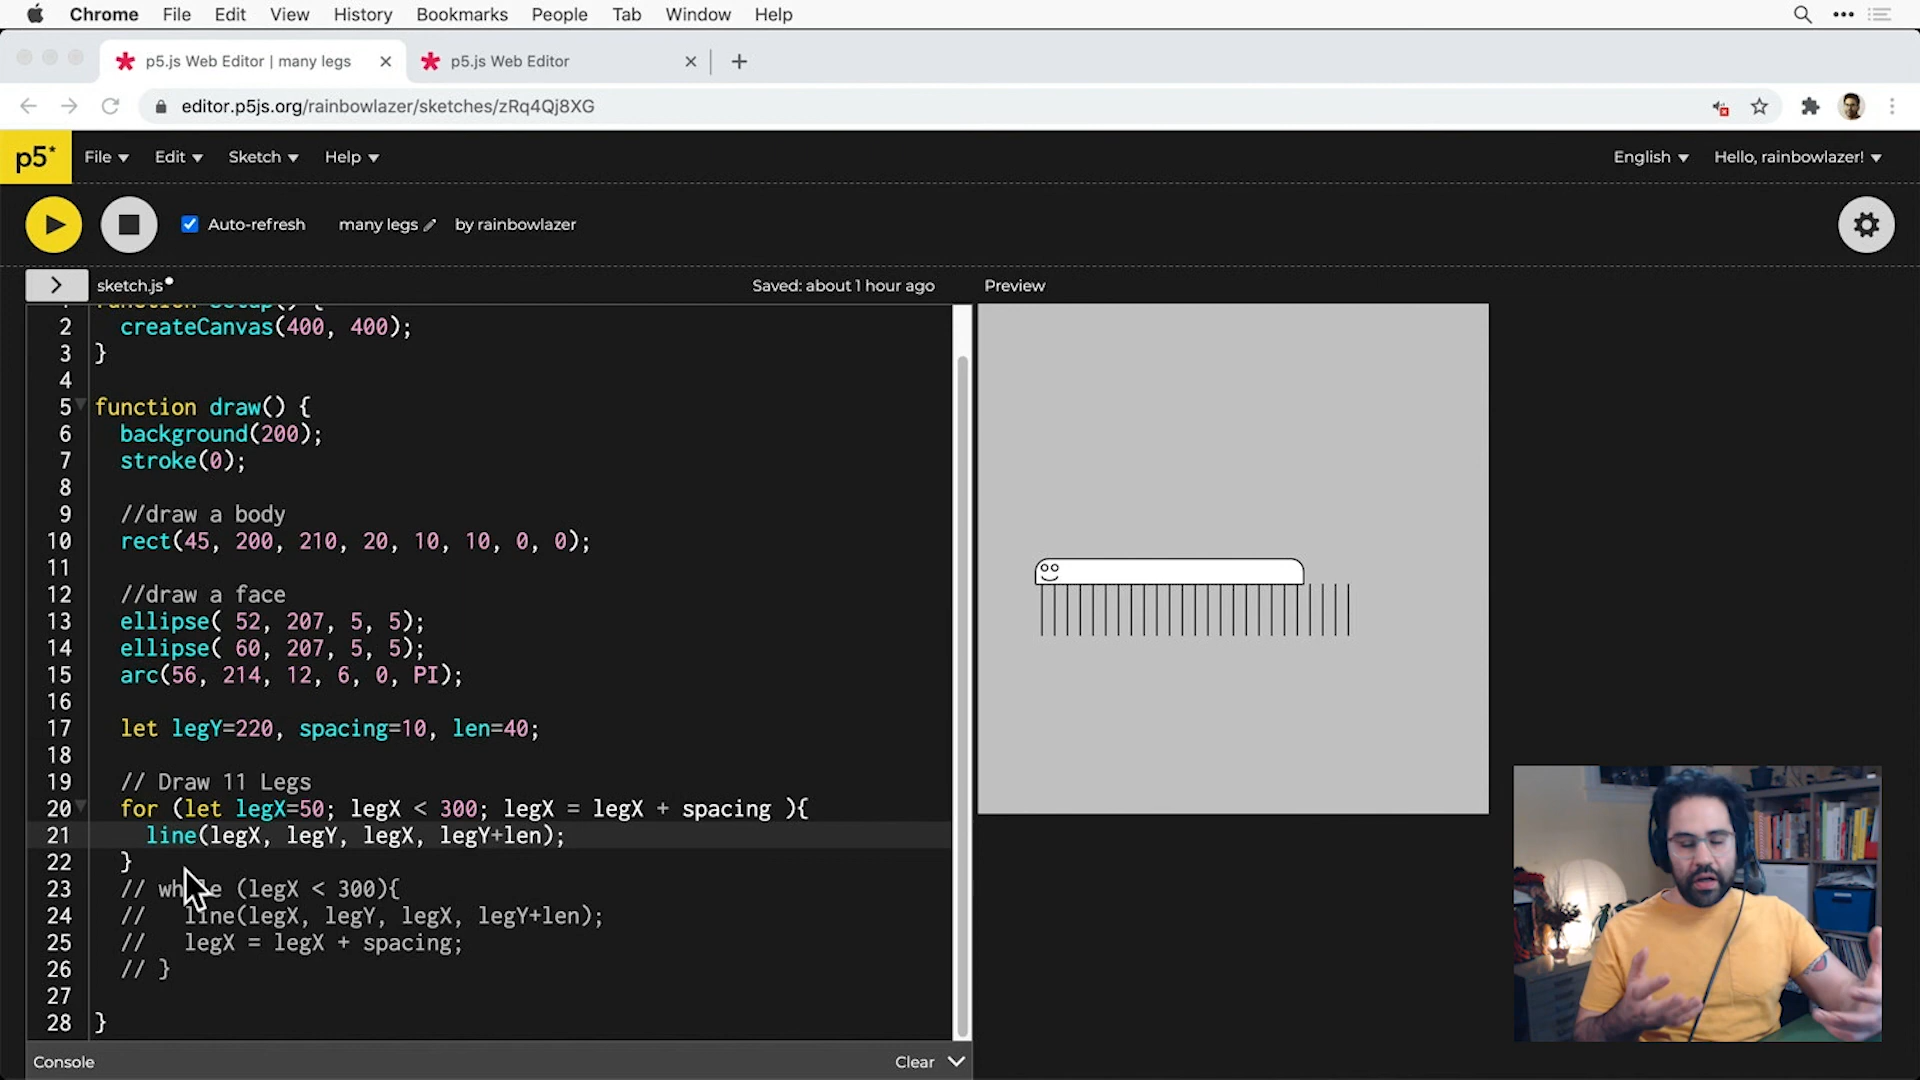 Chrome File Edit View History Bookmarks People Tab Window Help
p5.js Web Editor | many legs
p5.js Web Editor
editor.p5js.org/rainbowlazer/sketches/zRq4Qj8XG
p5* File Edit Sketch Help English Hello, rainbowlazer!
Auto-refresh many legs by rainbowlazer
sketch.js Saved: about 1 hour ago Preview
function setup() {
2 createCanvas(400, 400);
3 }
4
5 function draw() {
6 background(200);
7 stroke(0);
8
9 //draw a body
10 rect(45, 200, 210, 20, 10, 10, 0, 0);
11
12 //draw a face
13 ellipse( 52, 207, 5, 5);
14 ellipse( 60, 207, 5, 5);
15 arc(56, 214, 12, 6, 0, PI);
16
17 let legY=220, spacing=10, len=40;
18
19 // Draw 11 Legs
20 for (let legX=50; legX < 300; legX = legX + spacing ){
21 line(legX, legY, legX, legY+len);
22 }
23 // while (legX < 300){
24 // line(legX, legY, legX, legY+len);
25 // legX = legX + spacing;
26 // }
27
28 }
Console Clear